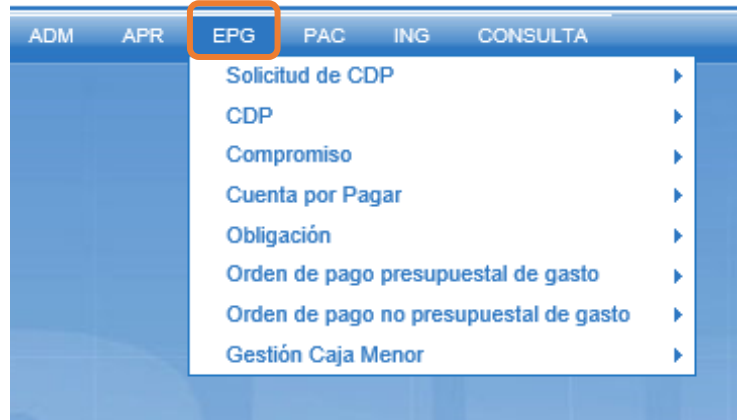 ADM APR EPG PAC ING CONSULTA
Solicitud de CDP
CDP
Compromiso
Cuenta por Pagar
Obligación
Orden de pago presupuestal de gasto
Orden de pago no presupuestal de gasto
Gestión Caja Menor